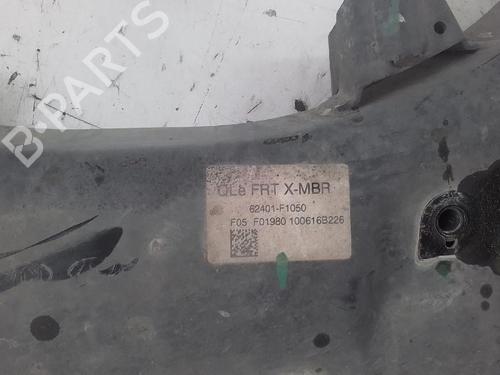 B-PARTS
QLe FRT X-MBR
62401-F1050
F05 F01980 100616B226